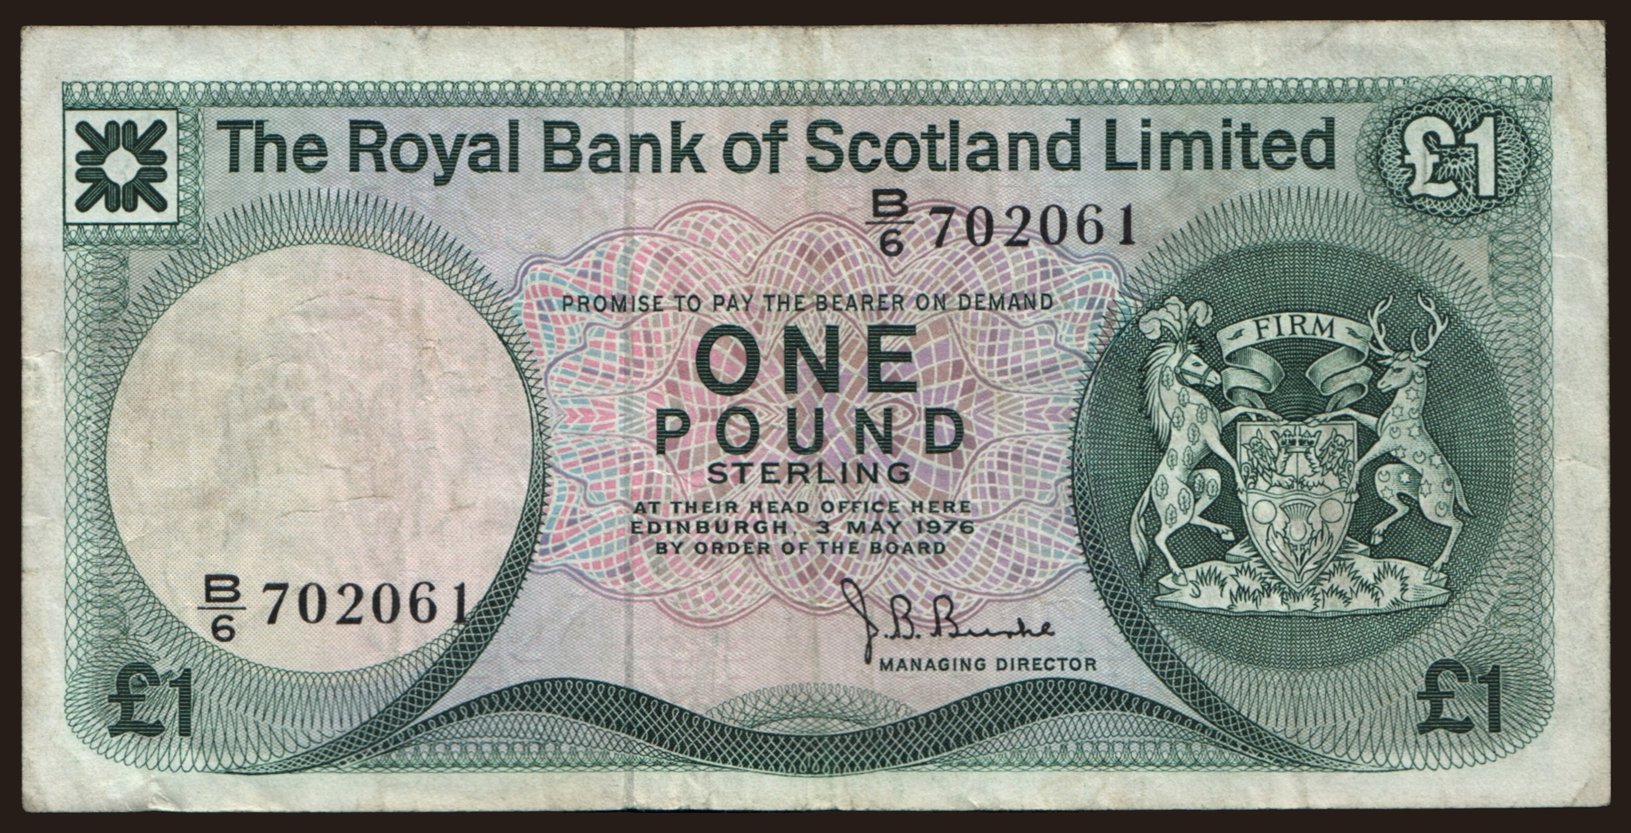 The Royal Bank of Scotland Limited
£1
B/6 702061
PROMISE TO PAY THE BEARER ON DEMAND
ONE
POUND
STERLING
AT THEIR HEAD OFFICE HERE
EDINBURGH, 3 MAY 1976
BY ORDER OF THE BOARD
FIRM
B/6 702061
J. B. Burke
MANAGING DIRECTOR
£1
£1